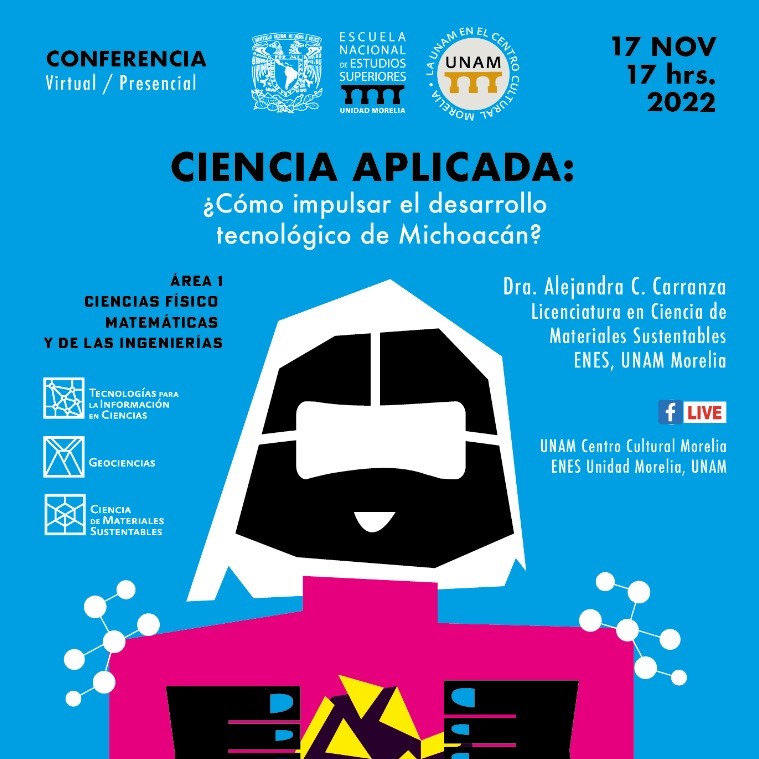 CONFERENCIA
Virtual / Presencial
ESCUELA
NACIONAL
DE ESTUDIOS
SUPERIORES
UNIDAD MORELIA
LA UNAM EN EL CENTRO CULTURAL MORELIA
UNAM
17 NOV
17 hrs.
2022
CIENCIA APLICADA:
¿Cómo impulsar el desarrollo
tecnológico de Michoacán?
ÁREA 1
CIENCIAS FÍSICO
MATEMÁTICAS
Y DE LAS INGENIERÍAS
TECNOLOGÍAS PARA
LA INFORMACIÓN
EN CIENCIAS
GEOCIENCIAS
CIENCIA
DE MATERIALES
SUSTENTABLES
Dra. Alejandra C. Carranza
Licenciatura en Ciencia de
Materiales Sustentables
ENES, UNAM Morelia
f LIVE
UNAM Centro Cultural Morelia
ENES Unidad Morelia, UNAM